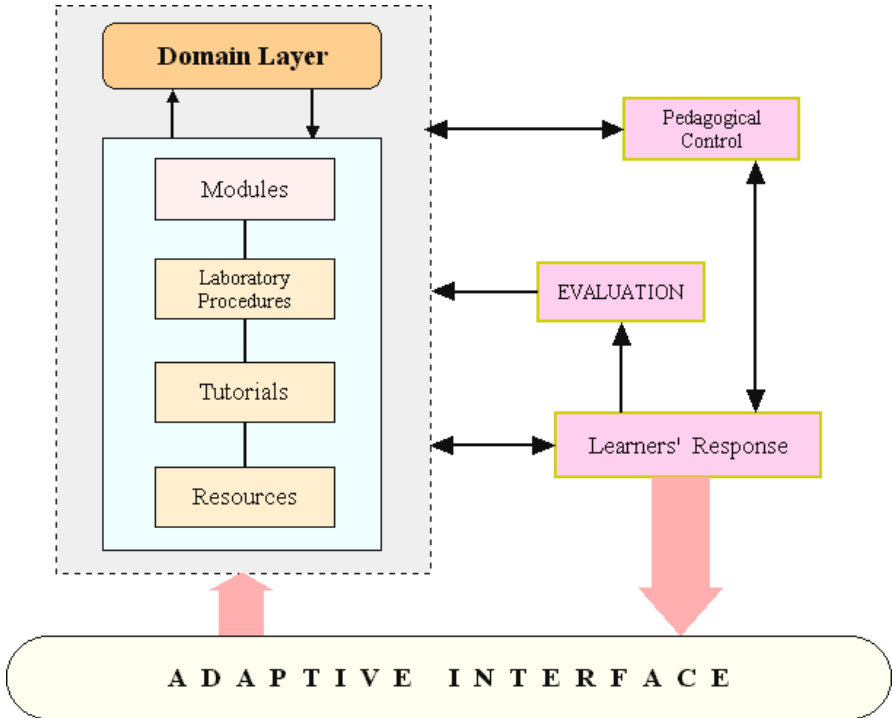 Domain Layer
Modules
Laboratory
Procedures
Tutorials
Resources
Pedagogical
Control
EVALUATION
Learners' Response
ADAPTIVE INTERFACE